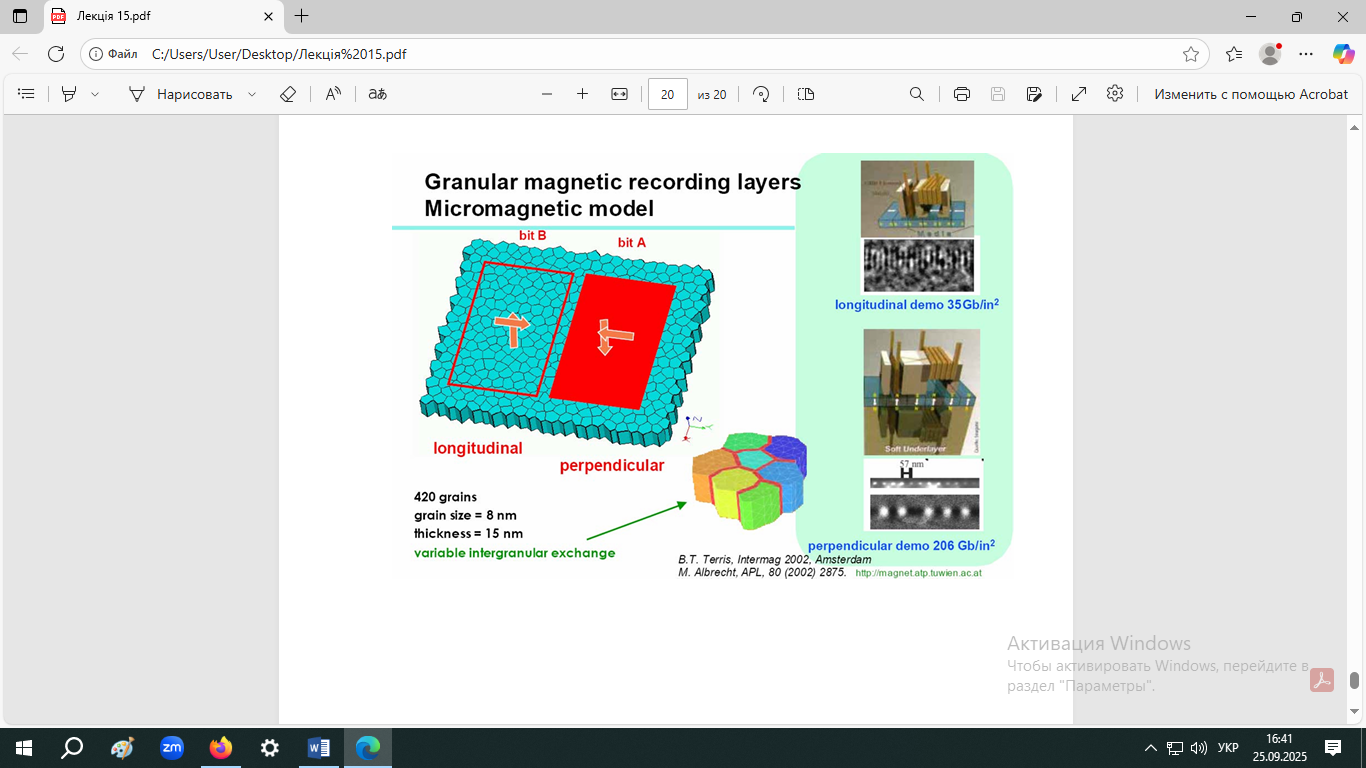 Лекція 15.pdf
Файл C:/Users/User/Desktop/Лекція%2015.pdf
Нарисовать
20 из 20
Изменить с помощью Acrobat
Granular magnetic recording layers
Micromagnetic model
bit B
bit A
longitudinal demo 35Gb/in²
longitudinal
perpendicular
Z
Y
X
Soft Underlayer
57 nm
420 grains
grain size = 8 nm
thickness = 15 nm
variable intergranular exchange
perpendicular demo 206 Gb/in²
B.T. Terris, Intermag 2002, Amsterdam
M. Albrecht, APL, 80 (2002) 2875. http://magnet.atp.tuwien.ac.at
Активация Windows
Чтобы активировать Windows, перейдите в
раздел "Параметры".
zm
УКР
16:41
25.09.2025